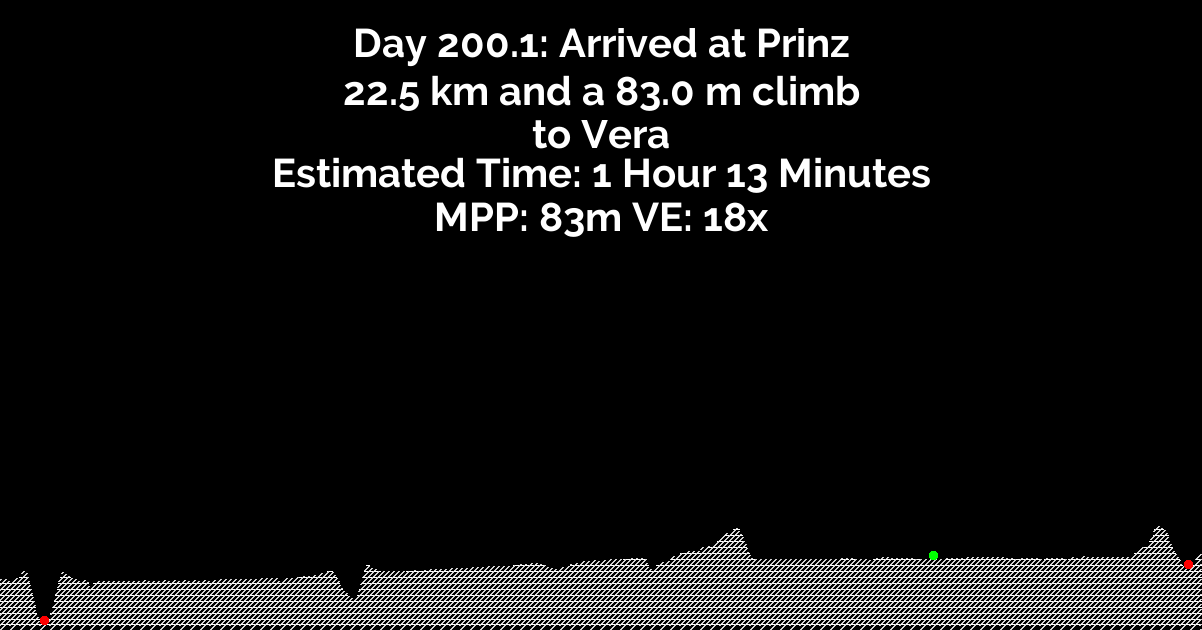 Day 200.1: Arrived at Prinz
22.5 km and a 83.0 m climb
to Vera
Estimated Time: 1 Hour 13 Minutes
MPP: 83m VE: 18x